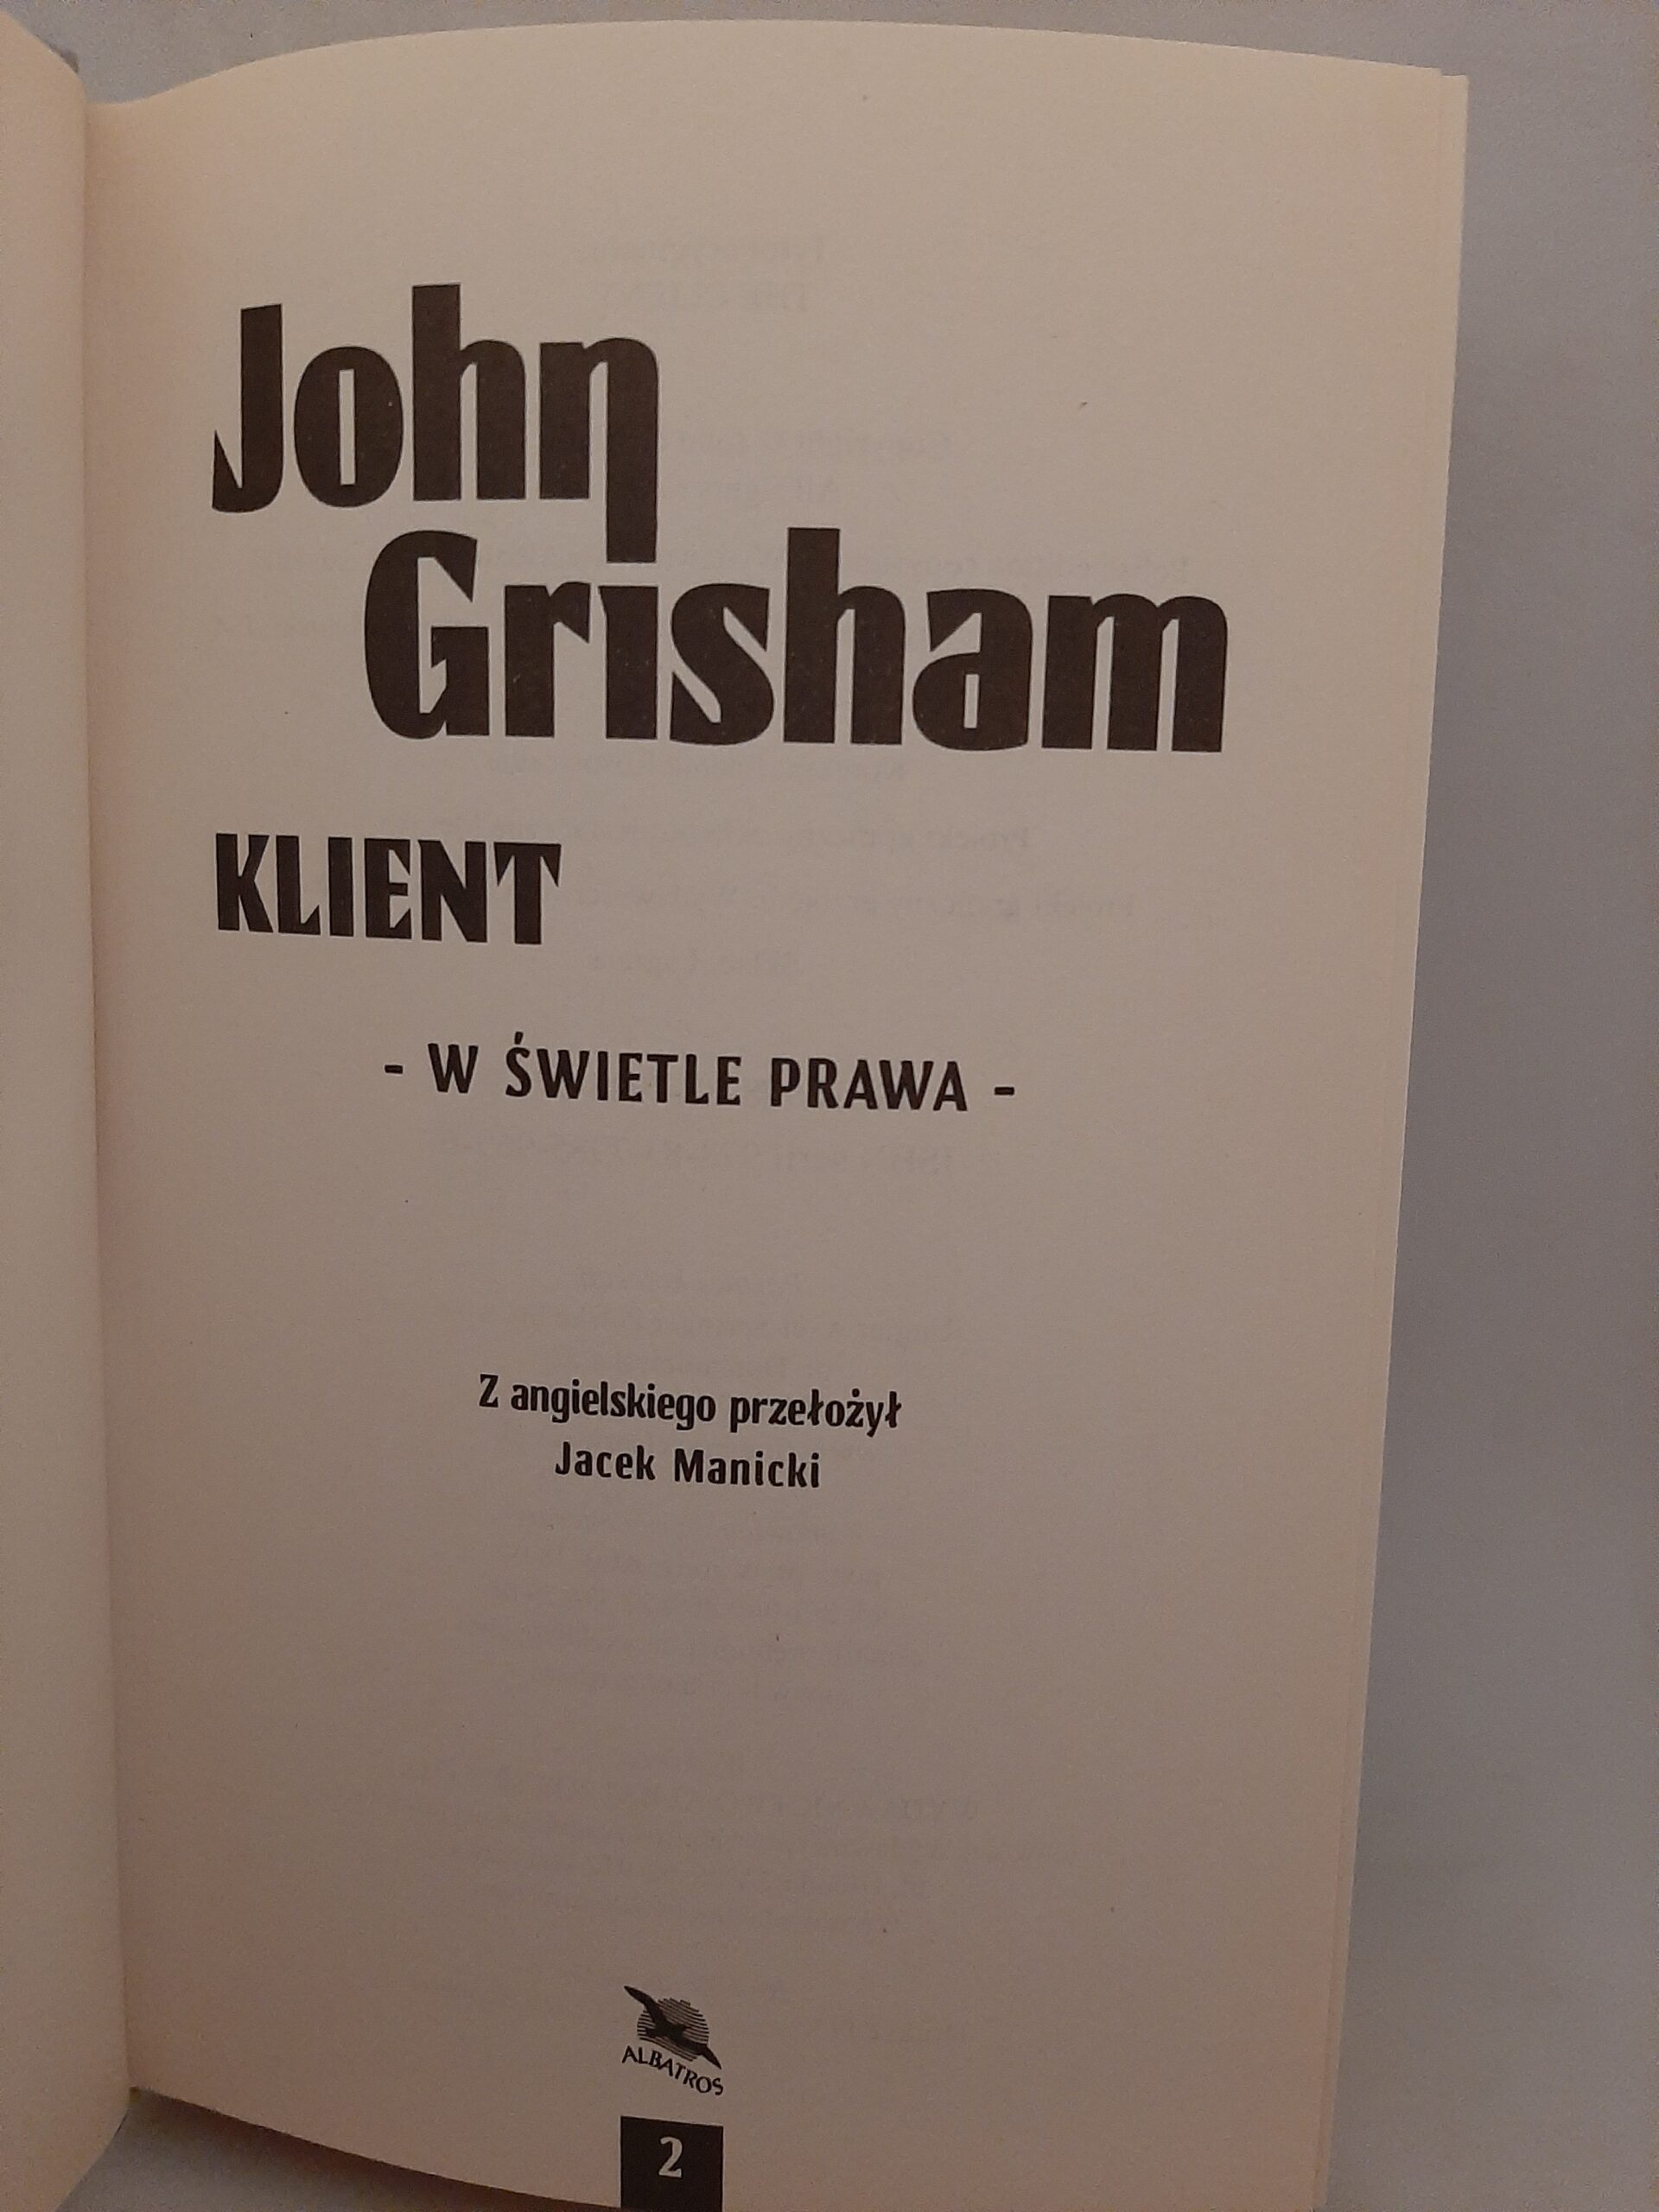 John
Grisham
KLIENT
- W ŚWIETLE PRAWA -
Z angielskiego przełożył
Jacek Manicki
ALBATROS
2